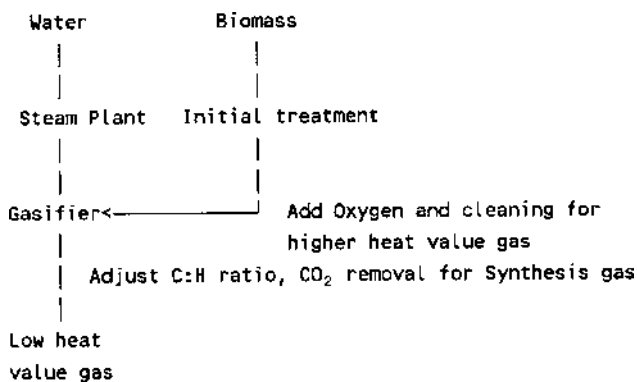 Water Biomass
Steam Plant Initial treatment
Gasifier< Add Oxygen and cleaning for
higher heat value gas
Adjust C:H ratio, CO₂ removal for Synthesis gas
Low heat
value gas